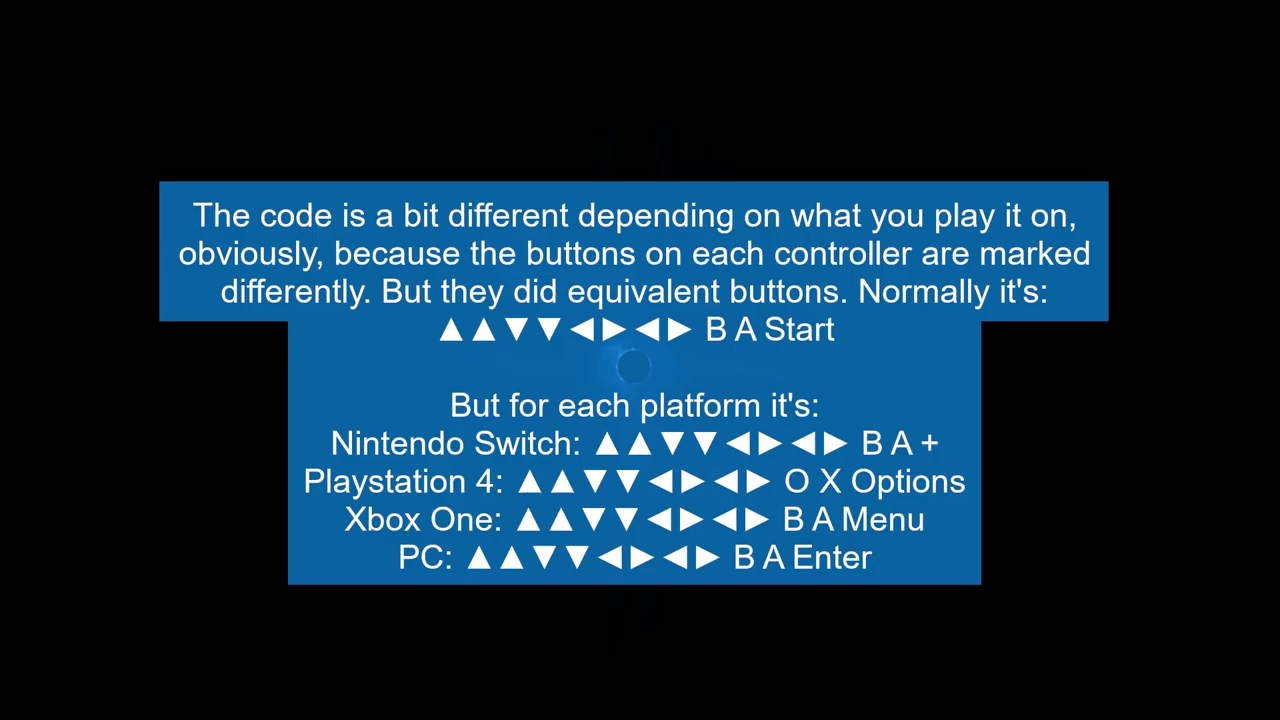 The code is a bit different depending on what you play it on,
obviously, because the buttons on each controller are marked
differently. But they did equivalent buttons. Normally it's:
▲▲▼▼◄►◄► B A Start
But for each platform it's:
Nintendo Switch: ▲▲▼▼◄►◄► B A +
Playstation 4: ▲▲▼▼◄►◄► O X Options
Xbox One: ▲▲▼▼◄►◄► B A Menu
PC: ▲▲▼▼◄►◄► B A Enter